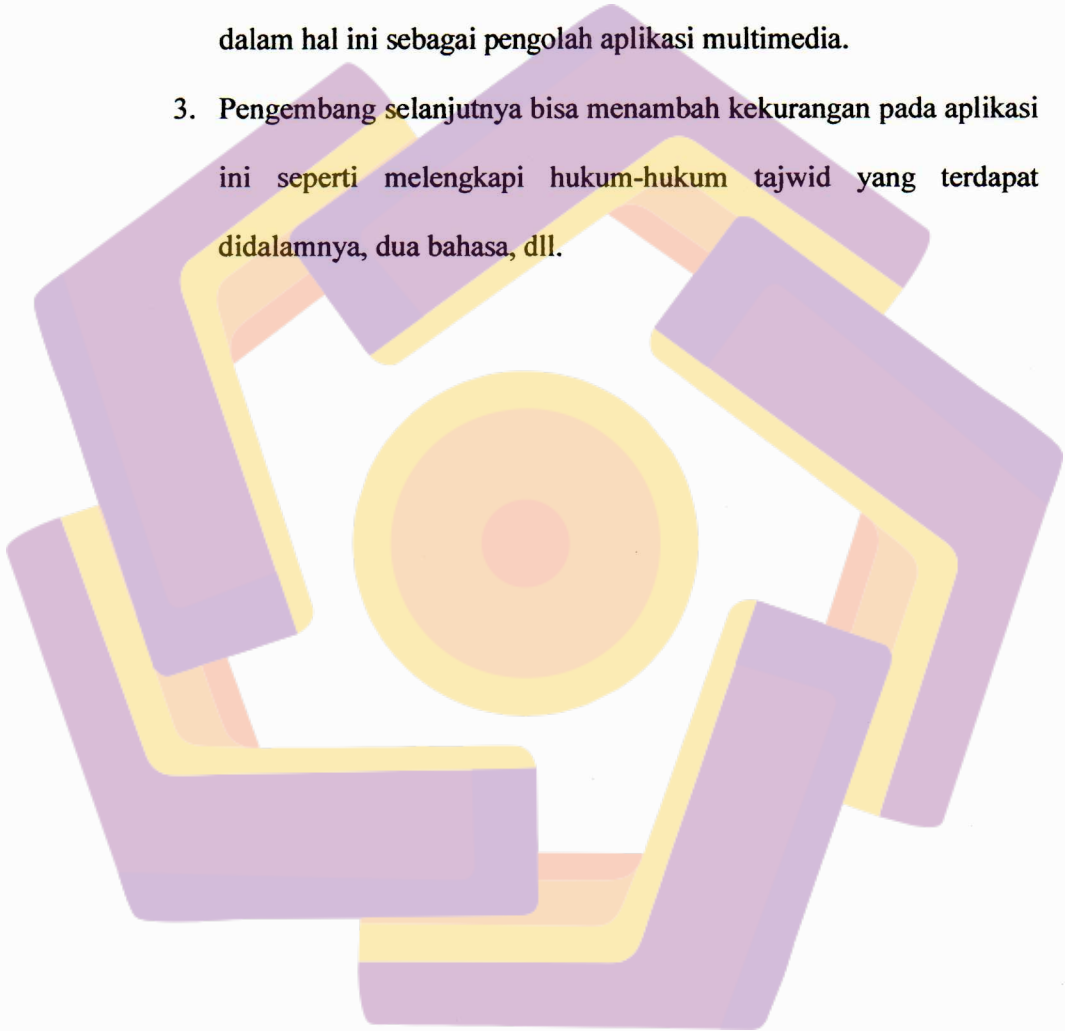 dalam hal ini sebagai pengolah aplikasi multimedia.
3. Pengembang selanjutnya bisa menambah kekurangan pada aplikasi
ini seperti melengkapi hukum-hukum tajwid yang terdapat
didalamnya, dua bahasa, dll.